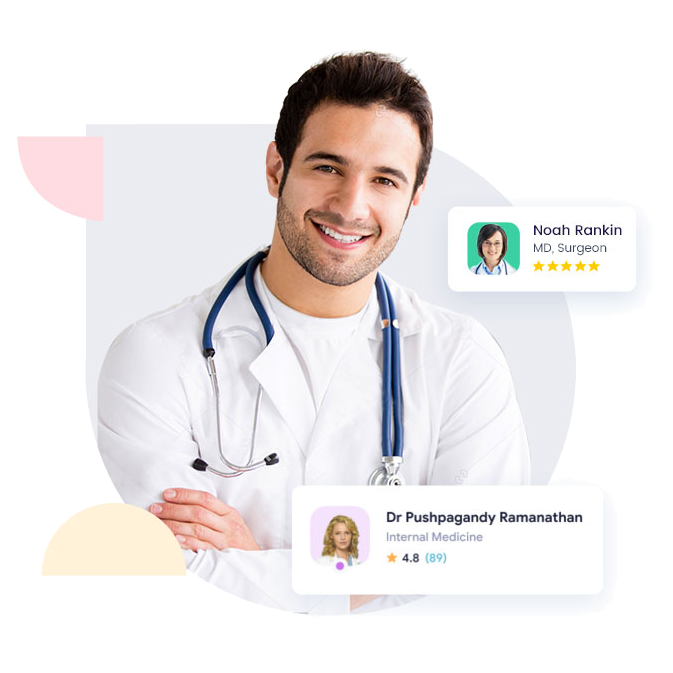 Noah Rankin
MD, Surgeon
Dr Pushpagandy Ramanathan
Internal Medicine
4.8 (89)